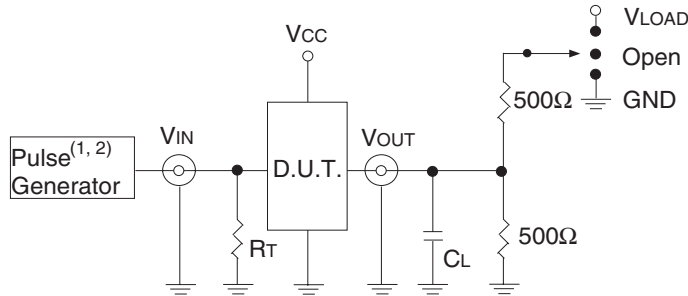 VLOAD
VCC
Open
500Ω
GND
VIN
VOUT
Pulse(1, 2)
Generator
D.U.T.
RT
CL
500Ω